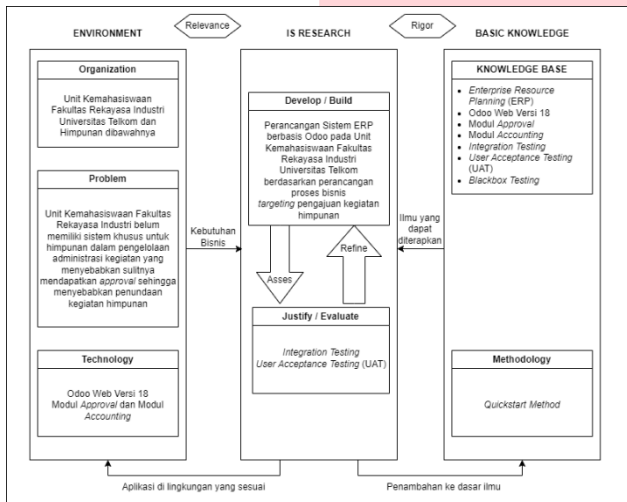 ENVIRONMENT
Relevance
IS RESEARCH
Rigor
BASIC KNOWLEDGE
Organization
Unit Kemahasiswaan
Fakultas Rekayasa Industri
Universitas Telkom dan
Himpunan dibawahnya
Problem
Unit Kemahasiswaan Fakultas
Rekayasa Industri belum
memiliki sistem khusus untuk
himpunan dalam pengelolaan
administrasi kegiatan yang
menyebabkan sulitnya
mendapatkan approval sehingga
menyebabkan penundaan
kegiatan himpunan
Technology
Odoo Web Versi 18
Modul Approval dan Modul
Accounting
Kebutuhan
Bisnis
Develop / Build
Perancangan Sistem ERP
berbasis Odoo pada Unit
Kemahasiswaan Fakultas
Rekayasa Industri
Universitas Telkom
berdasarkan perancangan
proses bisnis
targeting pengajuan kegiatan
himpunan
Asses
Refine
Justify / Evaluate
Integration Testing
User Acceptance Testing (UAT)
Ilmu yang
dapat
diterapkan
KNOWLEDGE BASE
• Enterprise Resource
Planning (ERP)
• Odoo Web Versi 18
• Modul Approval
• Modul Accounting
• Integration Testing
• User Acceptance Testing
(UAT)
• Blackbox Testing
Methodology
Quickstart Method
Aplikasi di lingkungan yang sesuai
Penambahan ke dasar ilmu